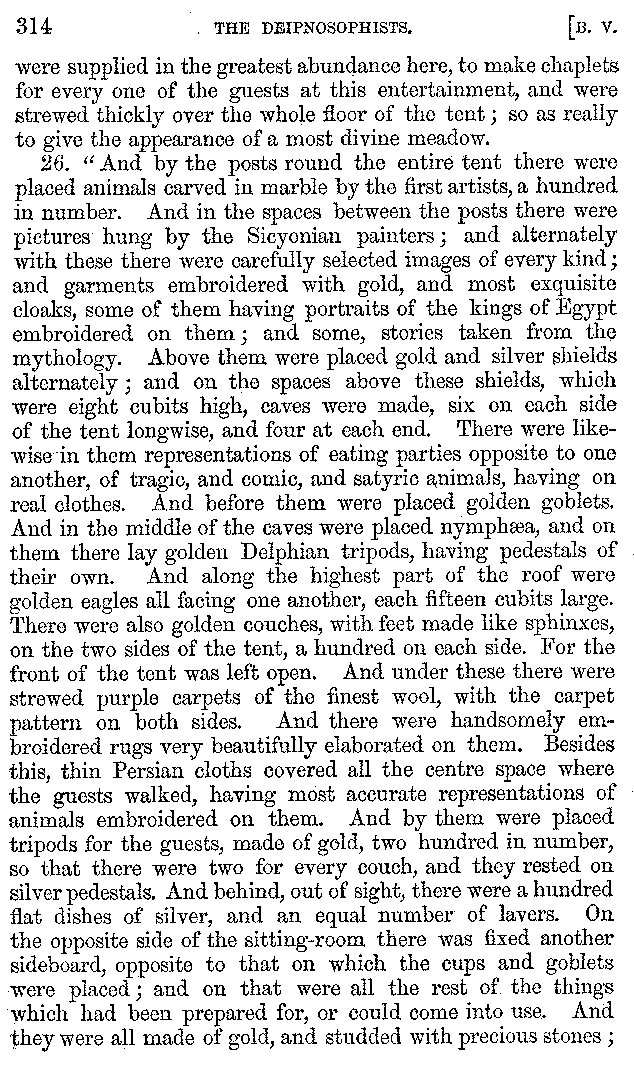 314 THE DEIPNOSOPHISTS. [B. V.
were supplied in the greatest abundance here, to make chaplets
for every one of the guests at this entertainment, and were
strewed thickly over the whole floor of the tent; so as really
to give the appearance of a most divine meadow.
26. “And by the posts round the entire tent there were
placed animals carved in marble by the first artists, a hundred
in number. And in the spaces between the posts there were
pictures hung by the Sicyonian painters; and alternately
with these there were carefully selected images of every kind;
and garments embroidered with gold, and most exquisite
cloaks, some of them having portraits of the kings of Egypt
embroidered on them; and some, stories taken from the
mythology. Above them were placed gold and silver shields
alternately; and on the spaces above these shields, which
were eight cubits high, caves were made, six on each side
of the tent longwise, and four at each end. There were like-
wise in them representations of eating parties opposite to one
another, of tragic, and comic, and satyric animals, having on
real clothes. And before them were placed golden goblets.
And in the middle of the caves were placed nymphæa, and on
them there lay golden Delphian tripods, having pedestals of
their own. And along the highest part of the roof were
golden eagles all facing one another, each fifteen cubits large.
There were also golden couches, with feet made like sphinxes,
on the two sides of the tent, a hundred on each side. For the
front of the tent was left open. And under these there were
strewed purple carpets of the finest wool, with the carpet
pattern on both sides. And there were handsomely em-
broidered rugs very beautifully elaborated on them. Besides
this, thin Persian cloths covered all the centre space where
the guests walked, having most accurate representations of
animals embroidered on them. And by them were placed
tripods for the guests, made of gold, two hundred in number,
so that there were two for every couch, and they rested on
silver pedestals. And behind, out of sight, there were a hundred
flat dishes of silver, and an equal number of lavers. On
the opposite side of the sitting-room there was fixed another
sideboard, opposite to that on which the cups and goblets
were placed; and on that were all the rest of the things
which had been prepared for, or could come into use. And
they were all made of gold, and studded with precious stones;